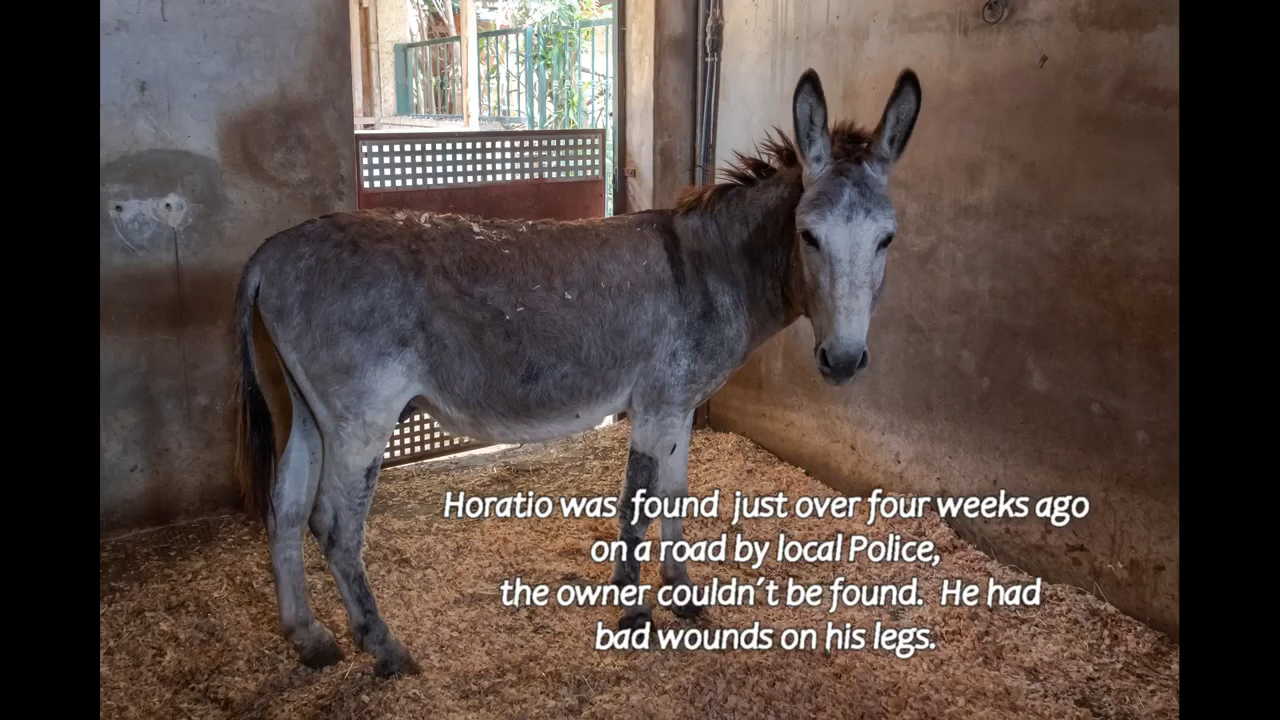 Horatio was found just over four weeks ago
on a road by local Police,
the owner couldn't be found. He had
bad wounds on his legs.